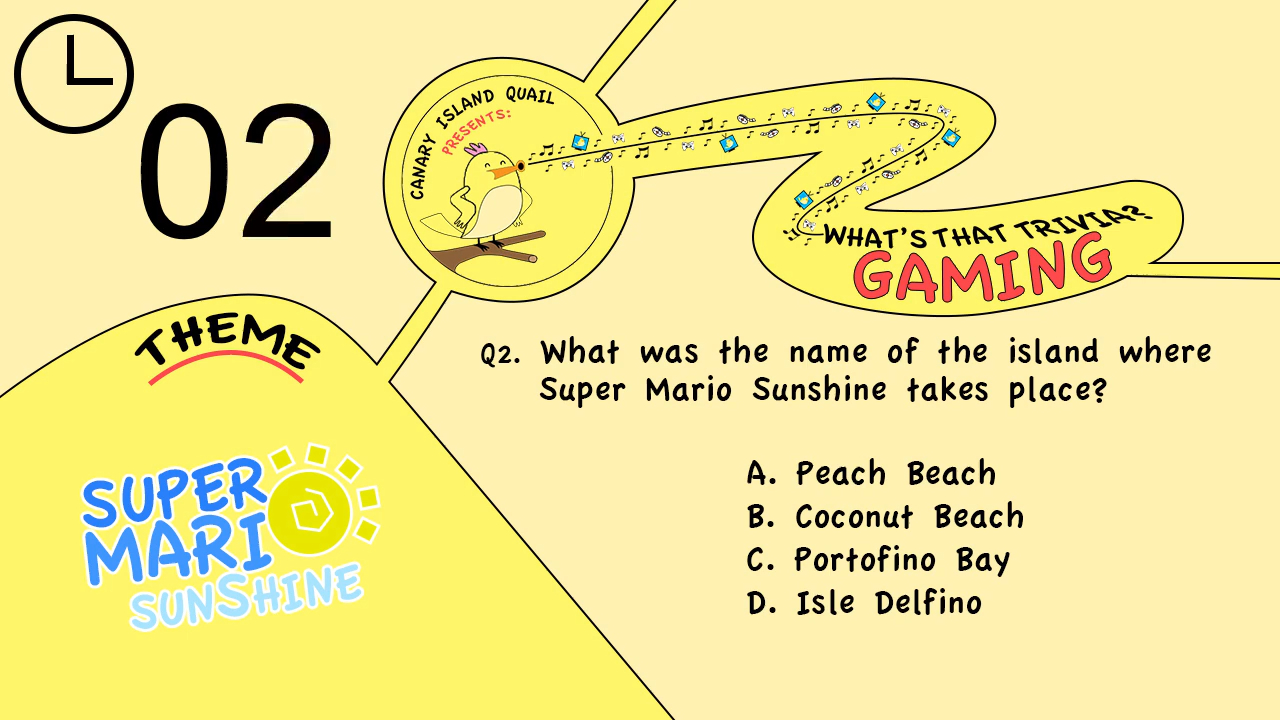 02
CANARY ISLAND QUAIL
PRESENTS:
WHAT'S THAT TRIVIA?
GAMING
THEME
SUPER
MARIO
SUNSHINE
Q2. What was the name of the island where
Super Mario Sunshine takes place?
A. Peach Beach
B. Coconut Beach
C. Portofino Bay
D. Isle Delfino